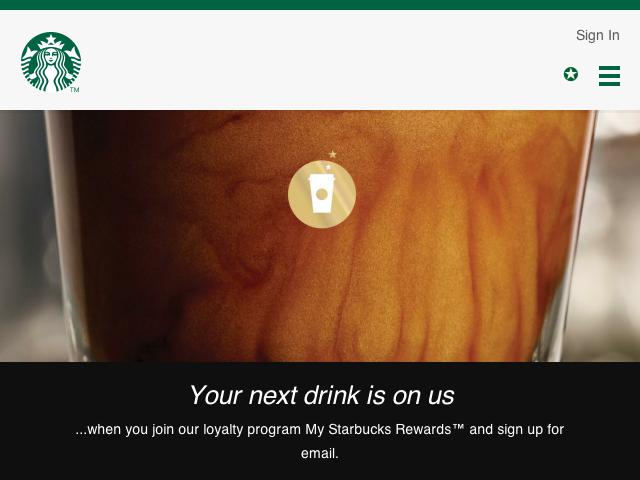 Sign In
TM
Your next drink is on us
...when you join our loyalty program My Starbucks Rewards™ and sign up for
email.